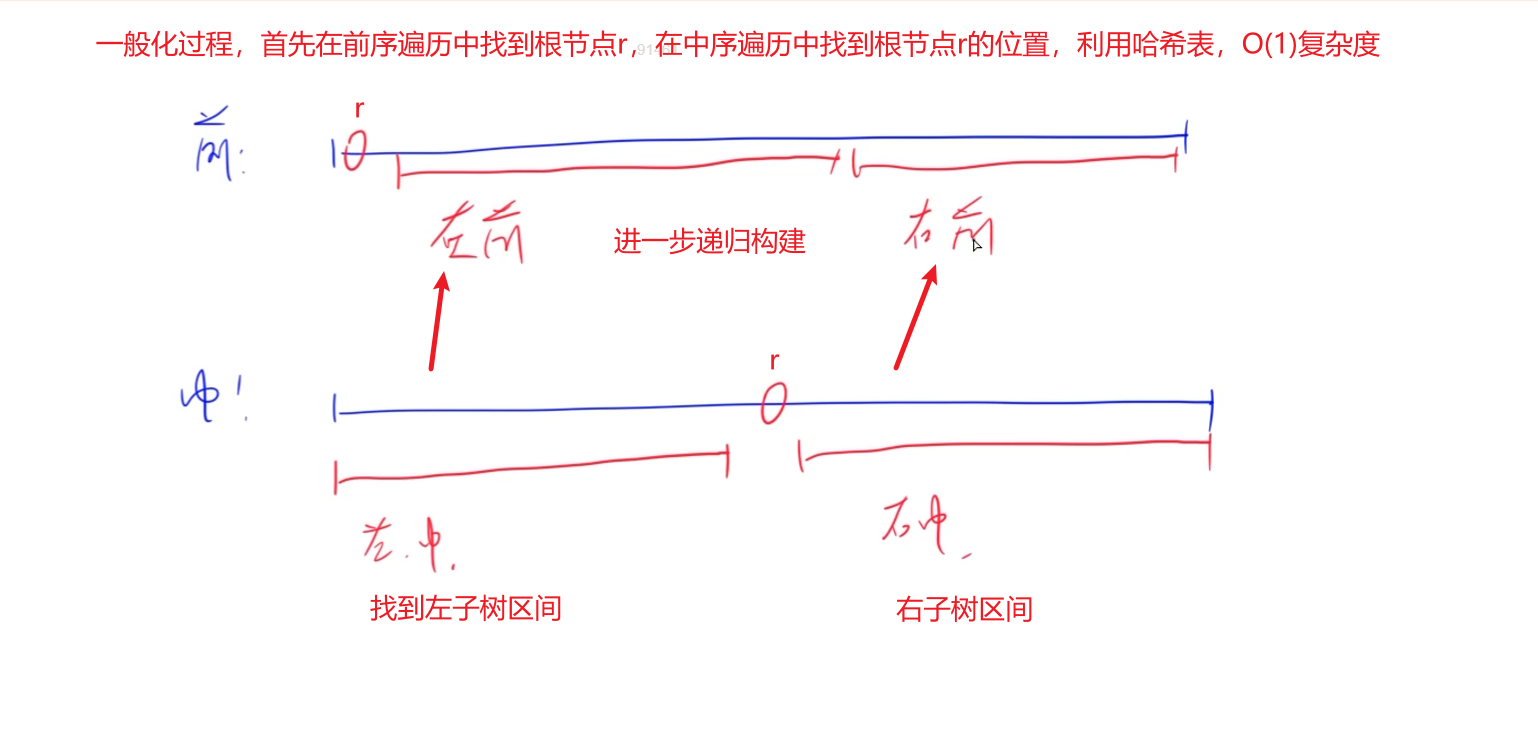 一般化过程，首先在前序遍历中找到根节点r，在中序遍历中找到根节点r的位置，利用哈希表，O(1)复杂度
r
前：
左前
进一步递归构建
右前
r
中：
左中.
右中.
找到左子树区间
右子树区间